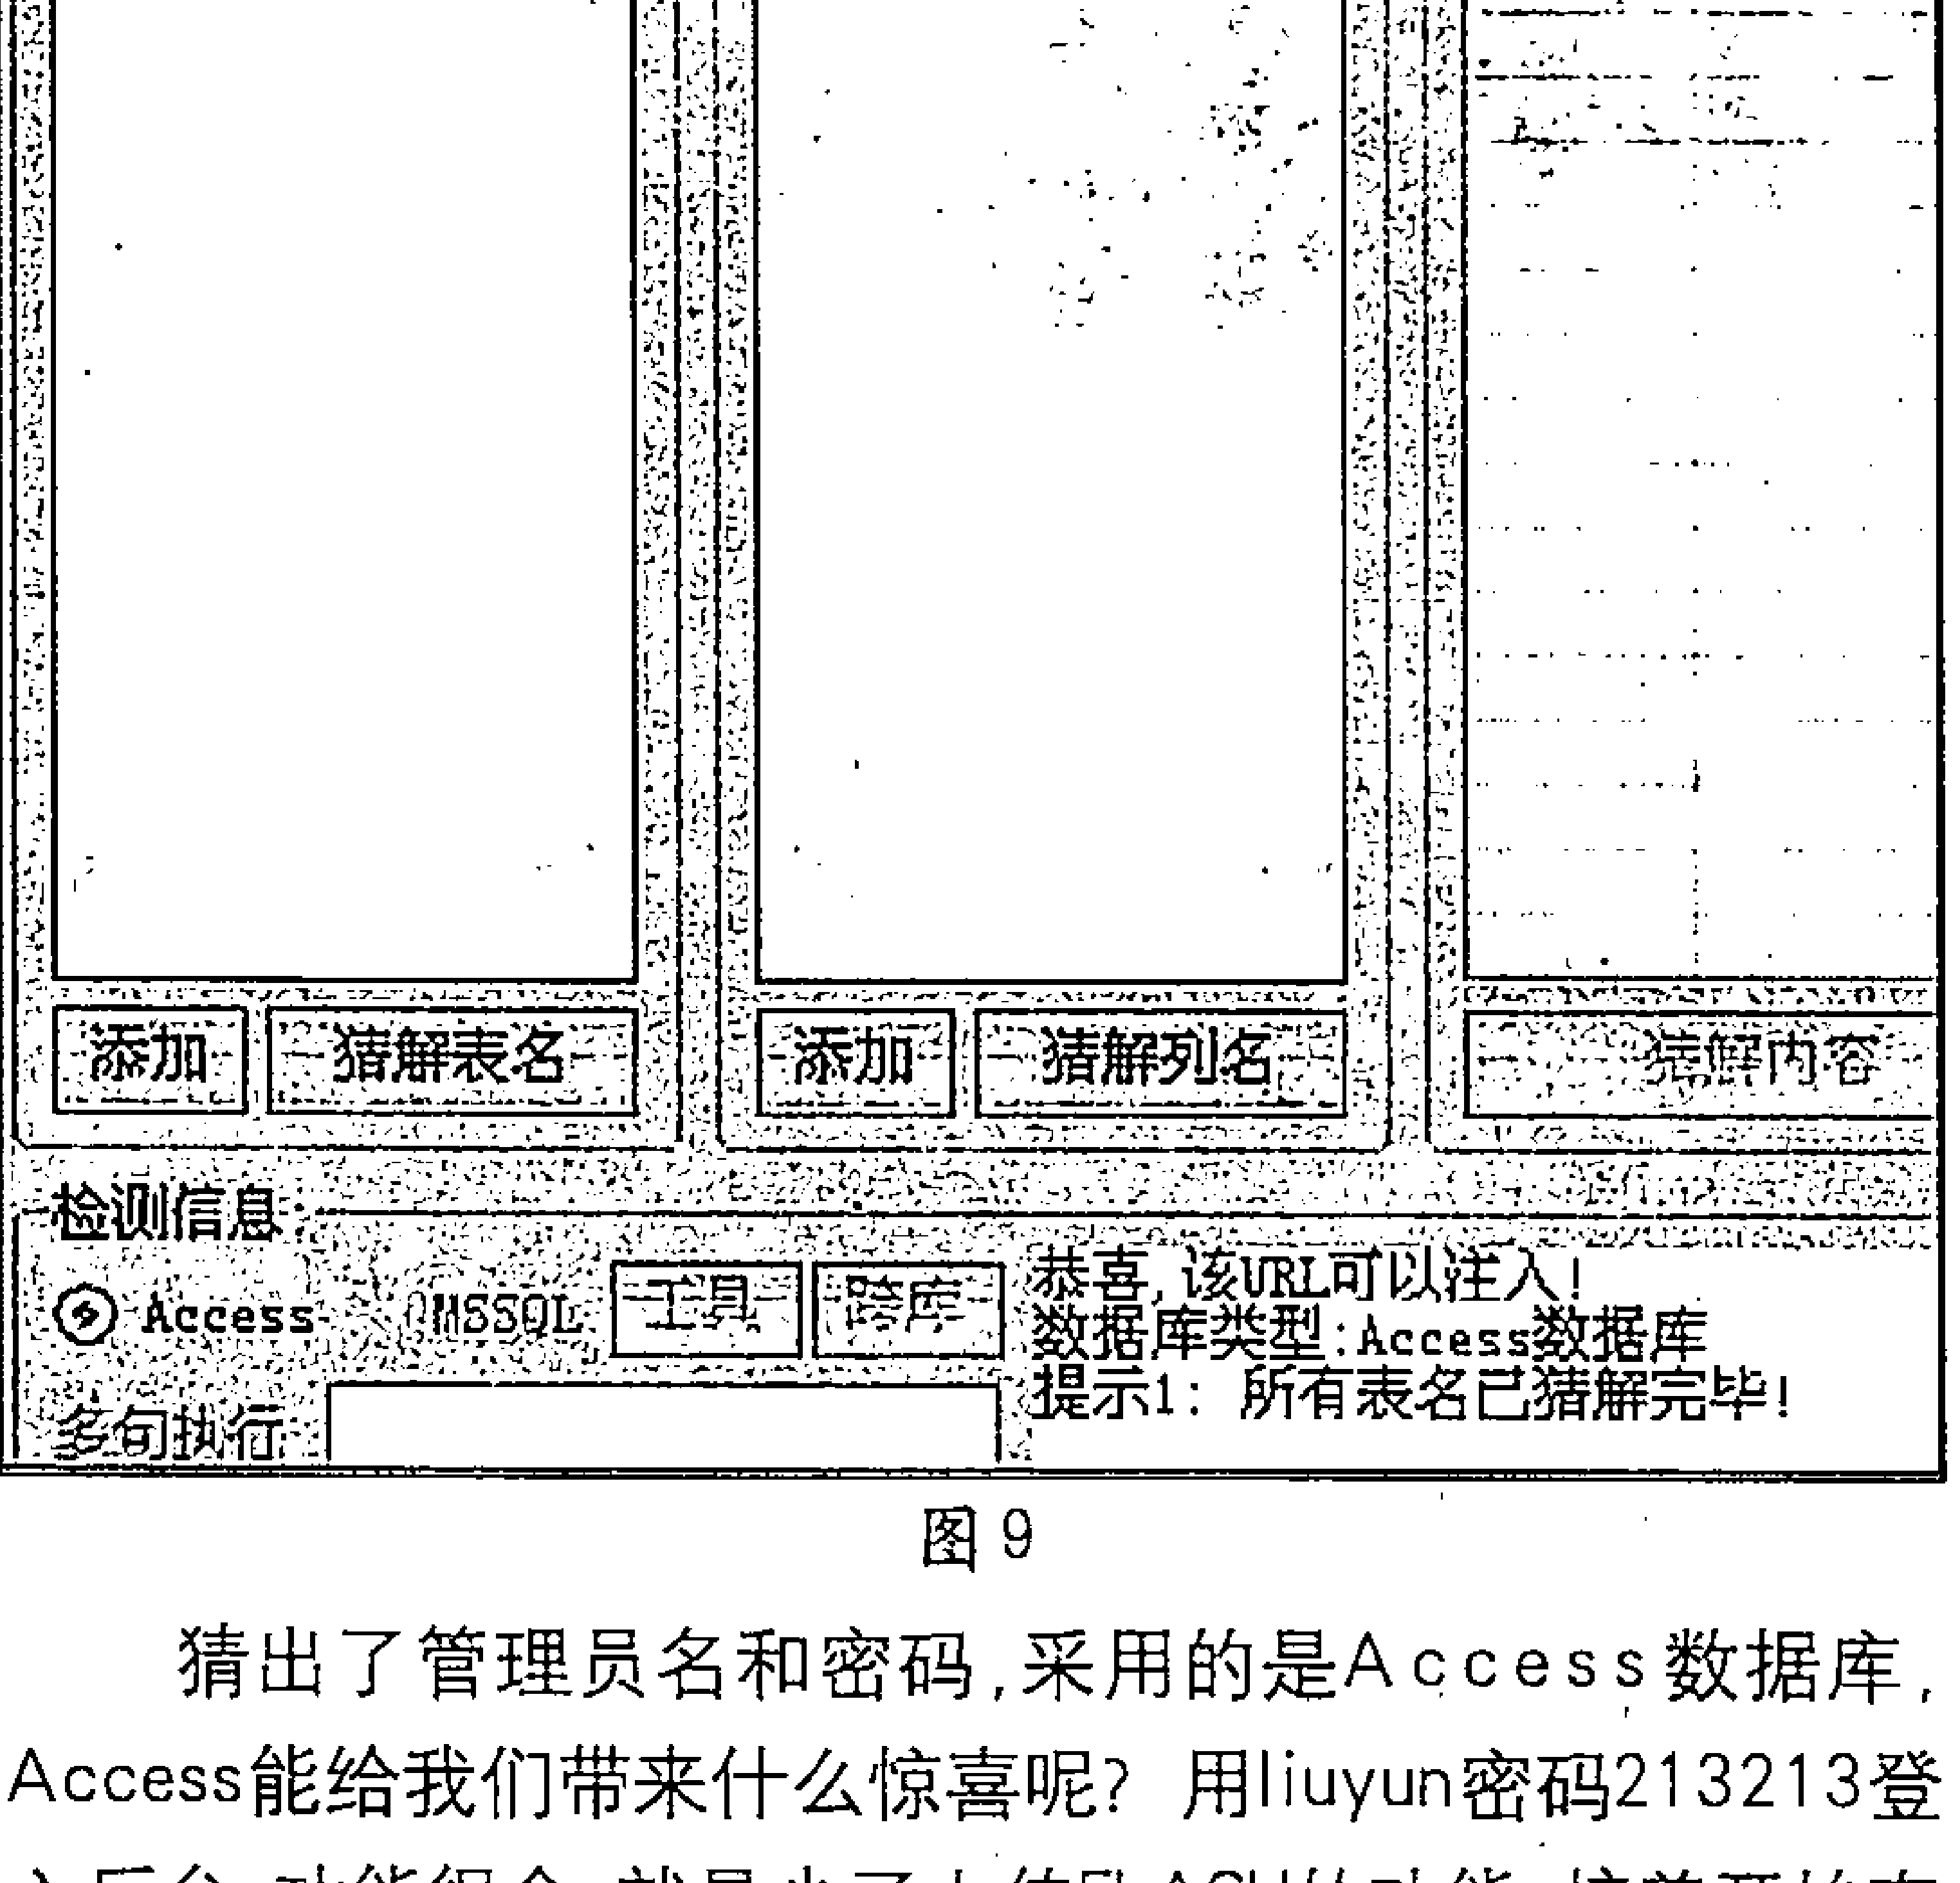 添加 猜解表名 添加 猜解列名 猜解内容
检测信息
Access MSSQL 工具 跨库
恭喜,该URL可以注入!
数据库类型:Access数据库
提示1: 所有表名已猜解完毕!
多句执行
图9
猜出了管理员名和密码,采用的是Access数据库,
Access能给我们带来什么惊喜呢? 用liuyun密码213213登